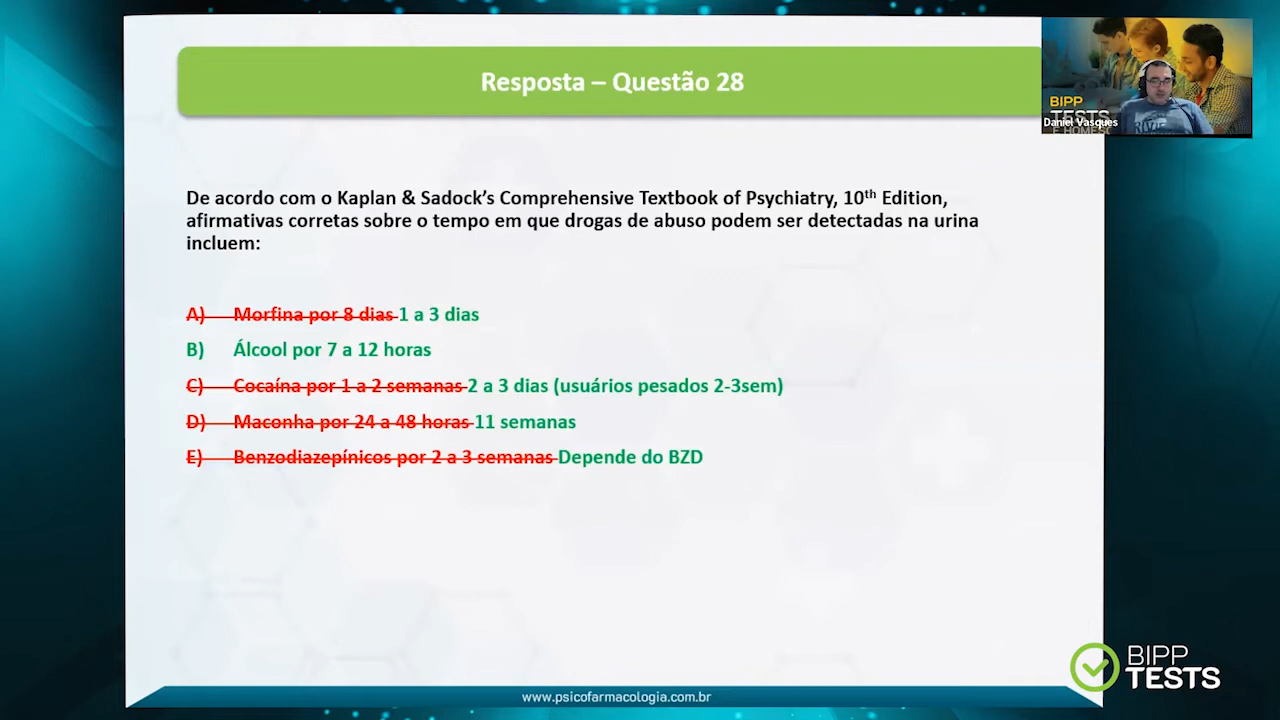 Resposta – Questão 28
BIPP
TESTS
Daniel Vasques
De acordo com o Kaplan & Sadock’s Comprehensive Textbook of Psychiatry, 10th Edition,
afirmativas corretas sobre o tempo em que drogas de abuso podem ser detectadas na urina
incluem:
A) Morfina por 8 dias 1 a 3 dias
B) Álcool por 7 a 12 horas
C) Cocaína por 1 a 2 semanas 2 a 3 dias (usuários pesados 2-3sem)
D) Maconha por 24 a 48 horas 11 semanas
E) Benzodiazepínicos por 2 a 3 semanas Depende do BZD
www.psicofarmacologia.com.br
BIPP
TESTS